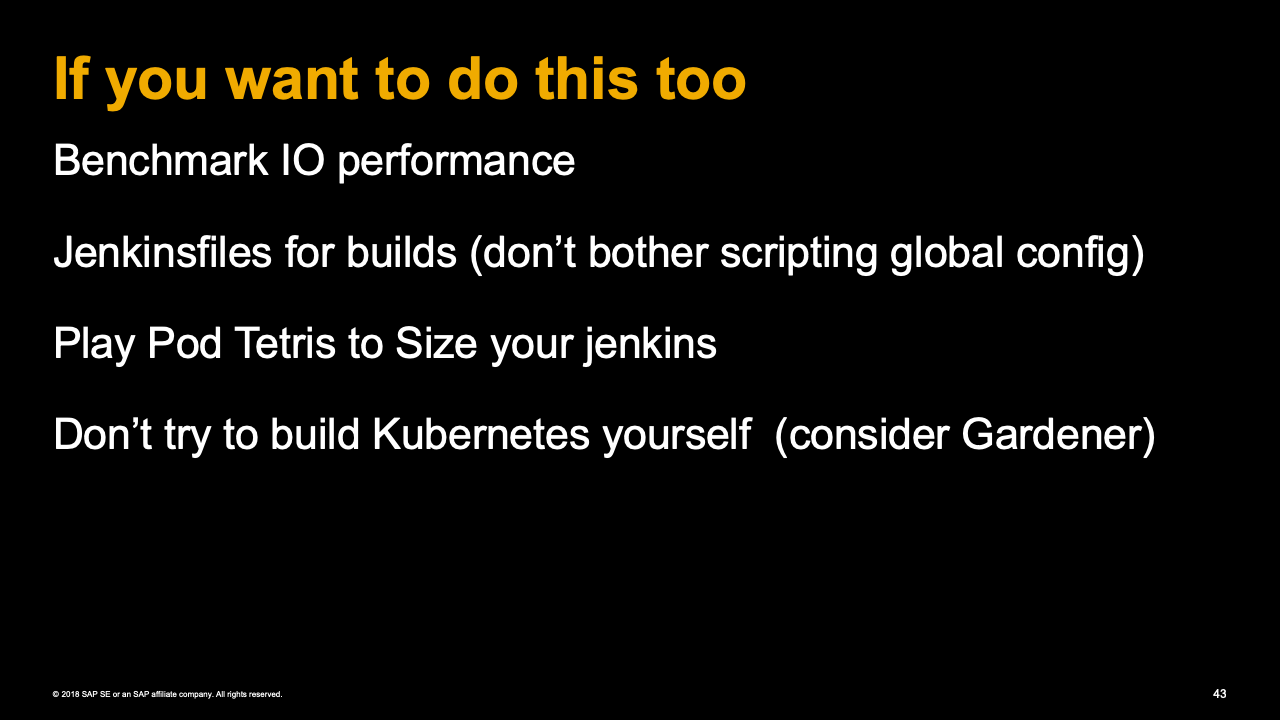 If you want to do this too
Benchmark IO performance
Jenkinsfiles for builds (don’t bother scripting global config)
Play Pod Tetris to Size your jenkins
Don’t try to build Kubernetes yourself  (consider Gardener)
© 2018 SAP SE or an SAP affiliate company. All rights reserved.
43